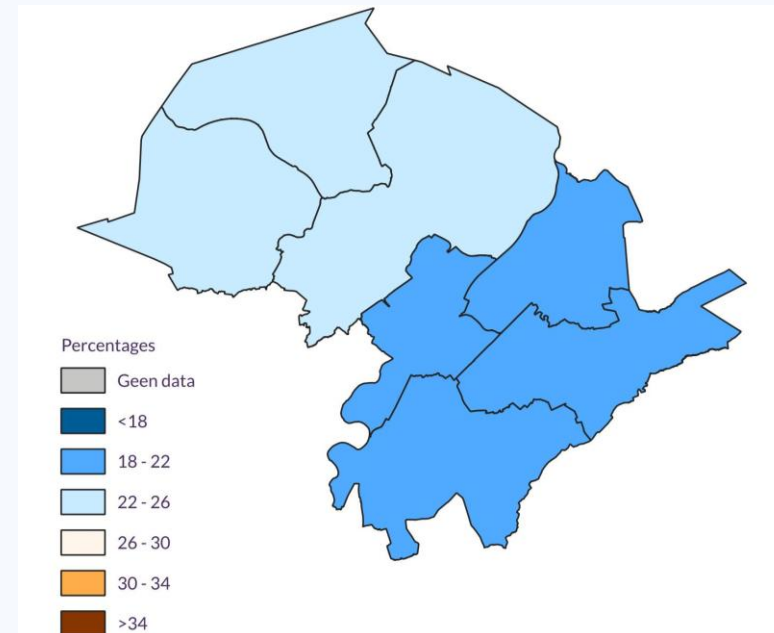 Percentages
Geen data
<18
18 - 22
22 - 26
26 - 30
30 - 34
>34